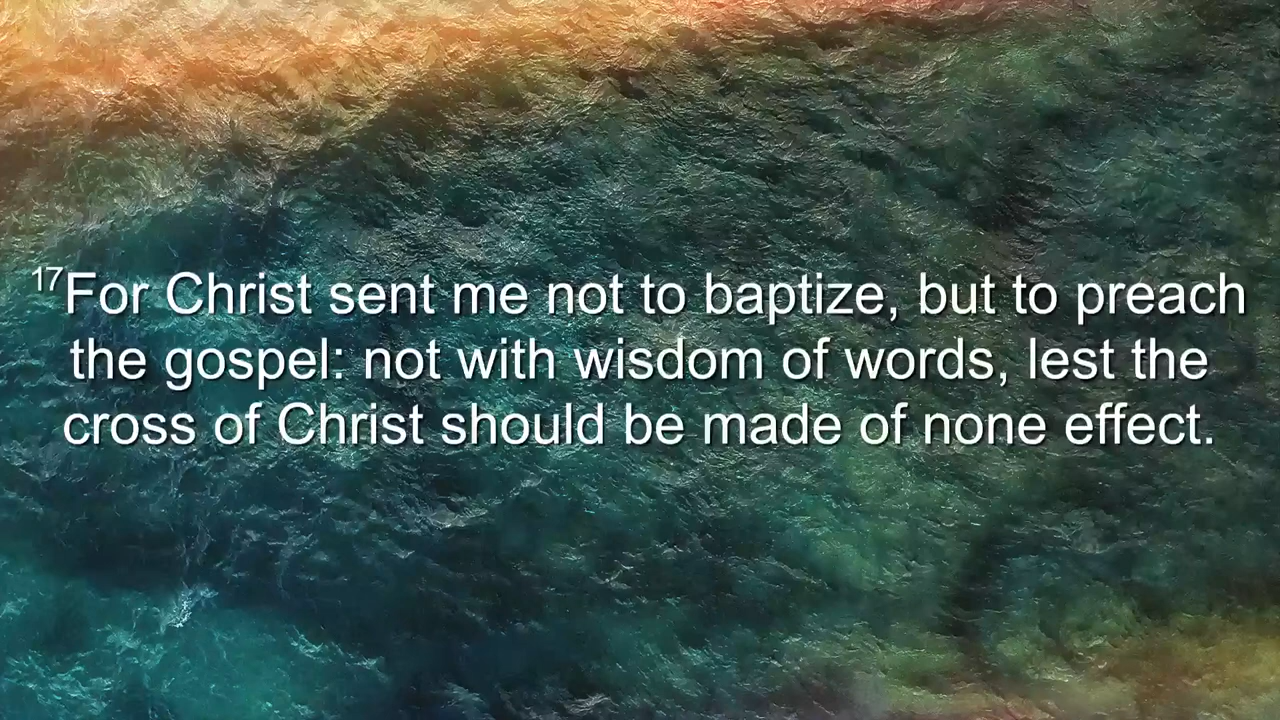 17For Christ sent me not to baptize, but to preach
the gospel: not with wisdom of words, lest the
cross of Christ should be made of none effect.